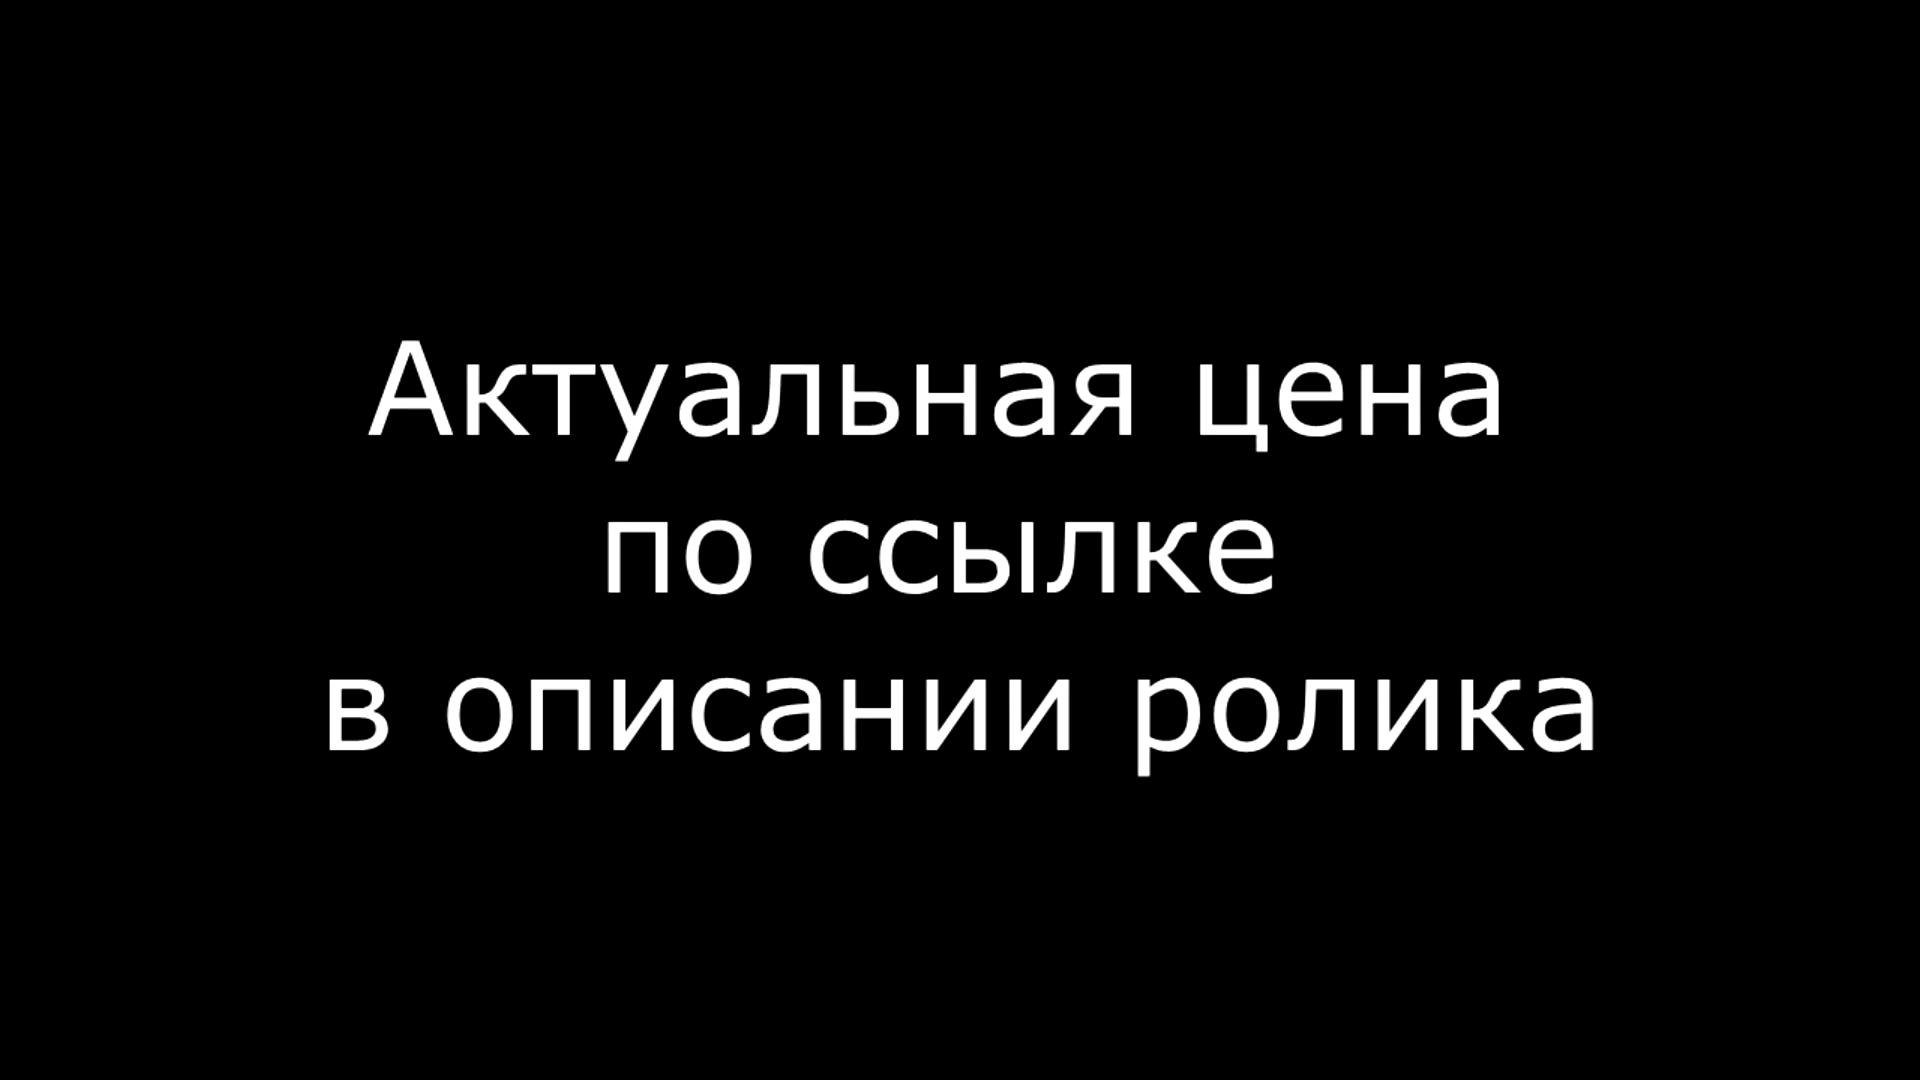 Актуальная цена
по ссылке
в описании ролика